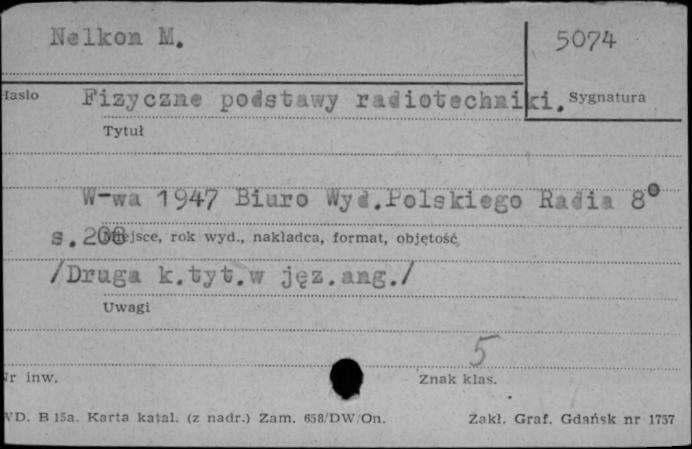 Nelkon M.
5074
Hasło
Fizyczne podstawy radiotechniki.
Sygnatura
Tytuł
W-wa 1947 Biuro Wyd.Polskiego Radia 8°
s.208
Miejsce, rok wyd., nakładca, format, objętość
/Druga k.tyt.w jęz.ang./
Uwagi
5
Nr inw.
Znak klas.
WD. B 15a. Karta katal. (z nadr.) Zam. 658/DW/On.
Zakł. Graf. Gdańsk nr 1757